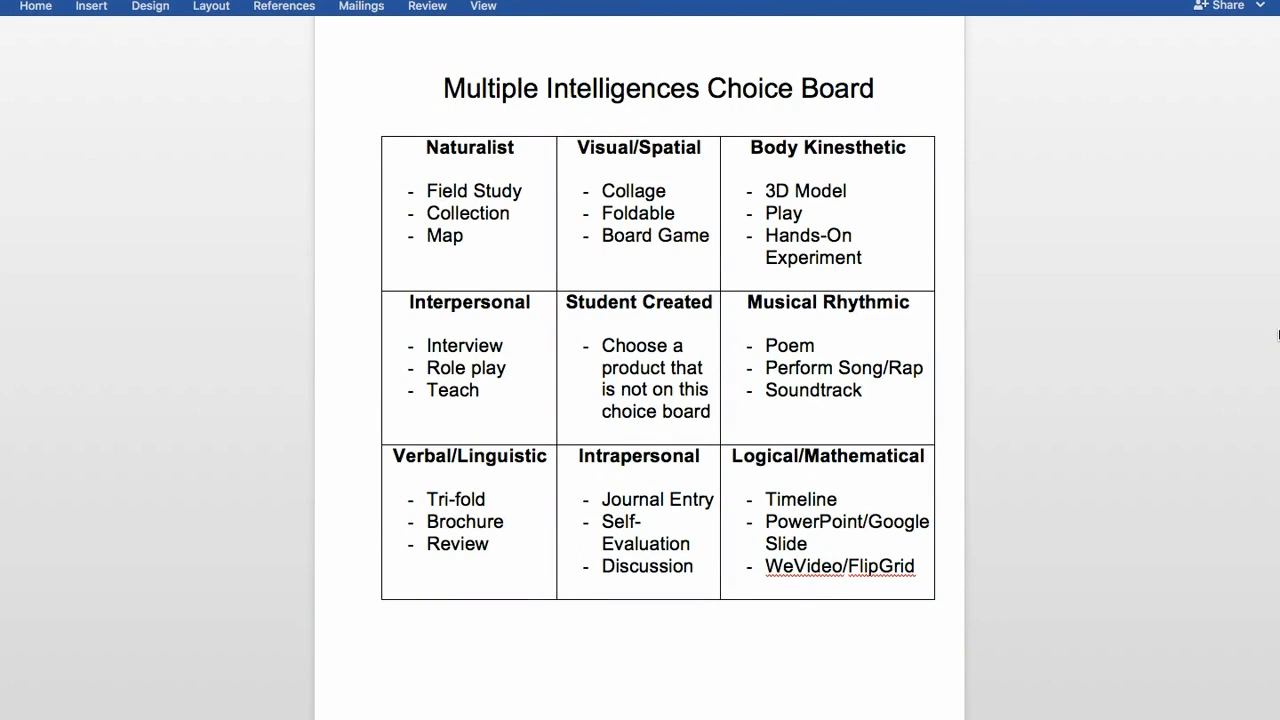 Home Insert Design Layout References Mailings Review View Share
Multiple Intelligences Choice Board
Naturalist
- Field Study
- Collection
- Map
Visual/Spatial
- Collage
- Foldable
- Board Game
Body Kinesthetic
- 3D Model
- Play
- Hands-On
Experiment
Interpersonal
- Interview
- Role play
- Teach
Student Created
- Choose a
product that
is not on this
choice board
Musical Rhythmic
- Poem
- Perform Song/Rap
- Soundtrack
Verbal/Linguistic
- Tri-fold
- Brochure
- Review
Intrapersonal
- Journal Entry
- Self-
Evaluation
- Discussion
Logical/Mathematical
- Timeline
- PowerPoint/Google
Slide
- WeVideo/FlipGrid